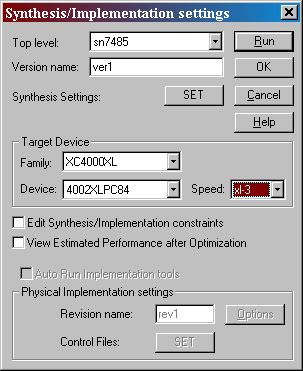 Synthesis/Implementation settings
Top level: sn7485 Run
Version name: ver1 OK
Synthesis Settings: SET Cancel
Help
Target Device
Family: XC4000XL
Device: 4002XLPC84 Speed: xl-3
Edit Synthesis/Implementation constraints
View Estimated Performance after Optimization
Auto Run Implementation tools
Physical Implementation settings
Revision name: rev1 Options
Control Files: SET